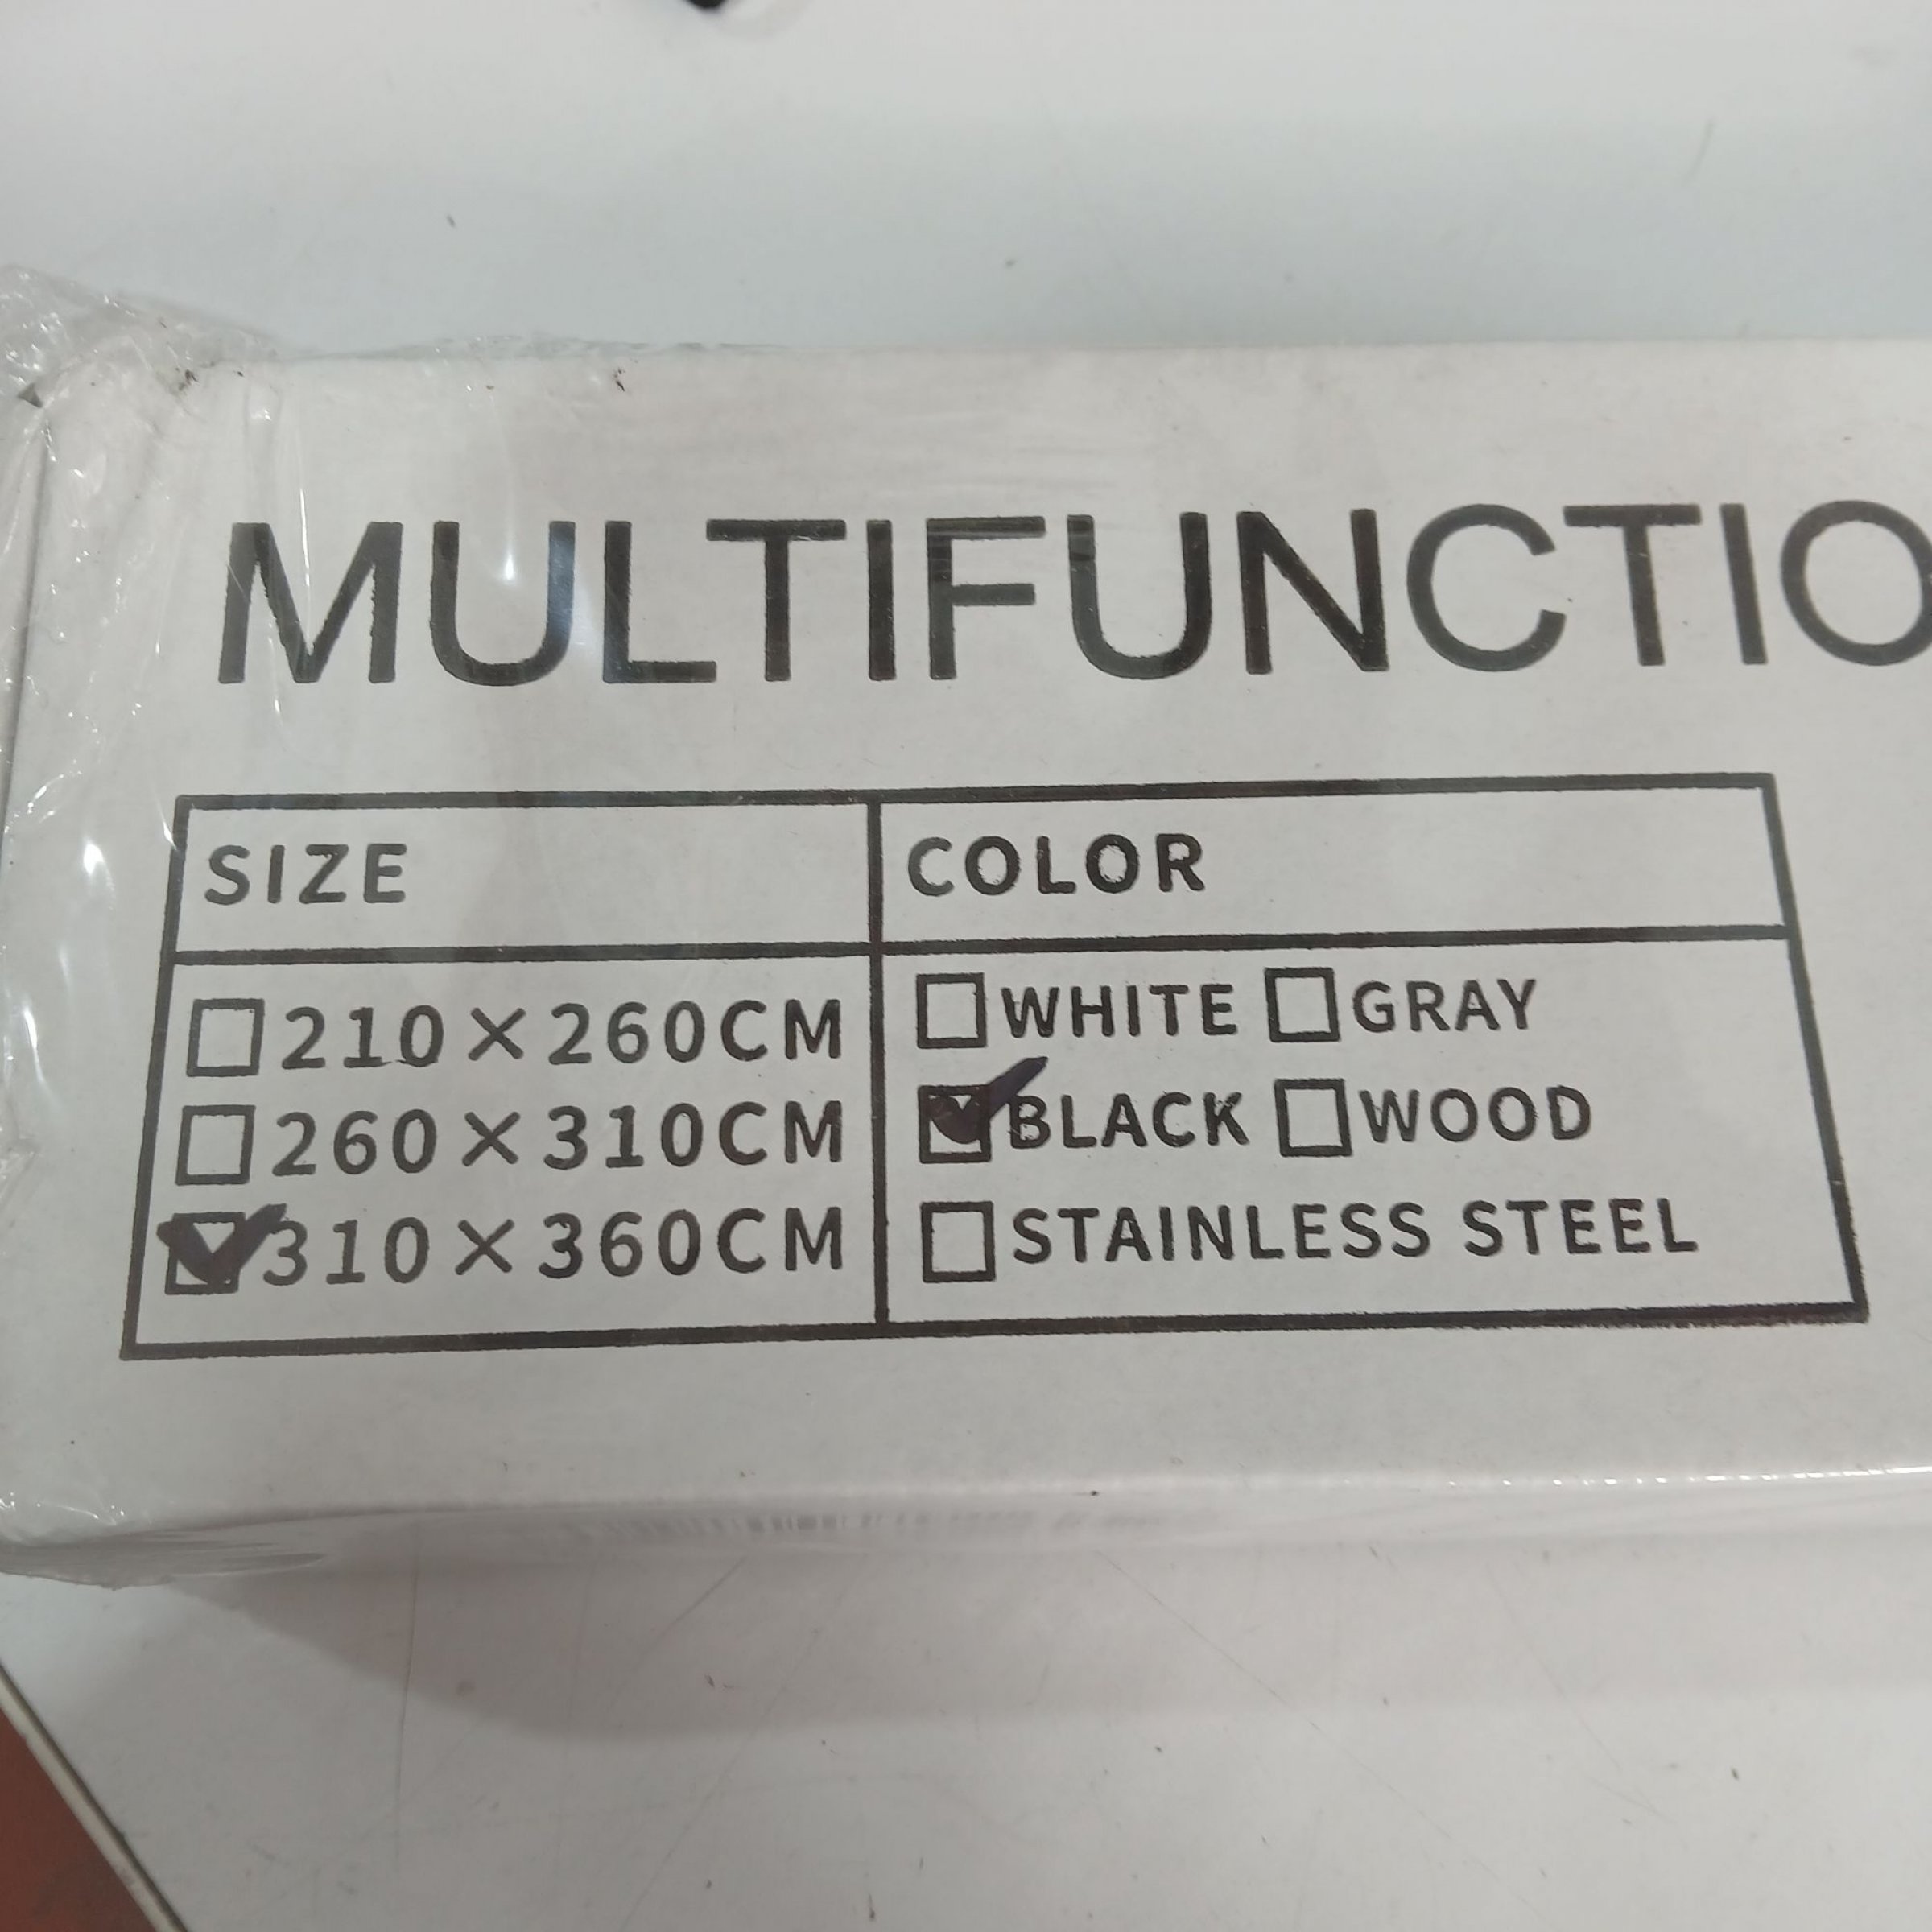 MULTIFUNCTIO
SIZE
COLOR
210×260CM
260×310CM
310×360CM
WHITE GRAY
BLACK WOOD
STAINLESS STEEL